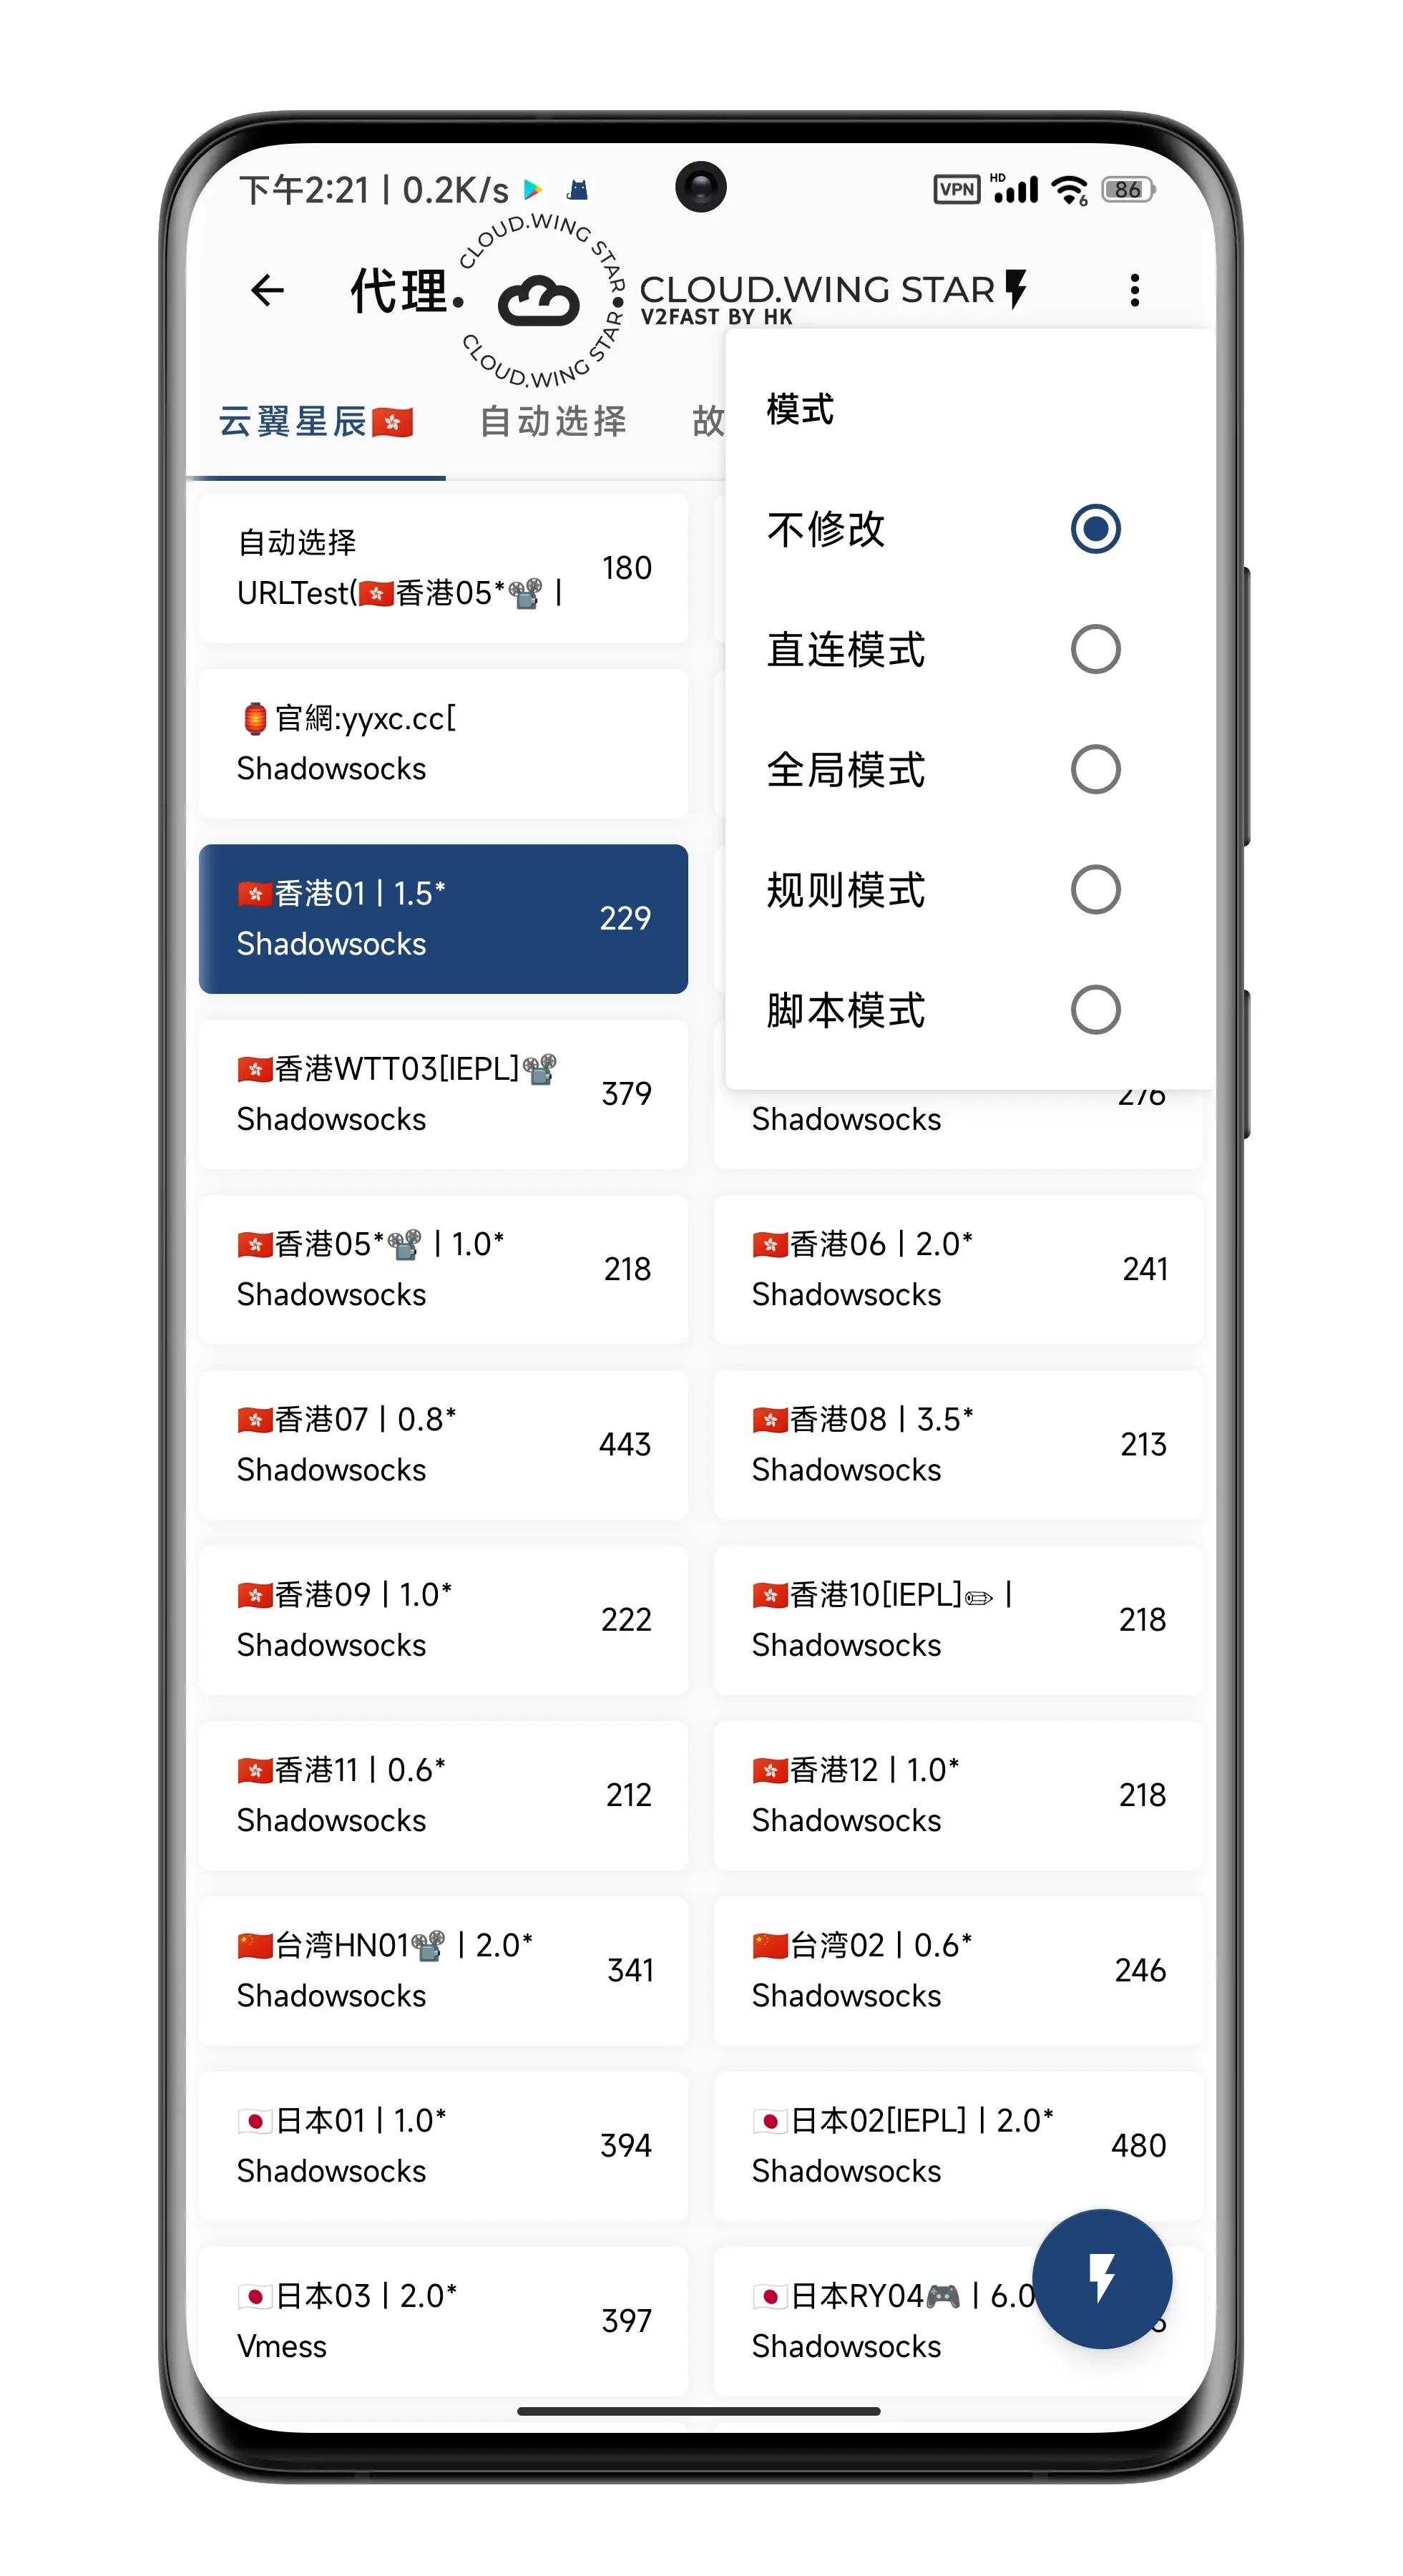 下午2:21 | 0.2K/s
VPN HD 6 86
代理
CLOUD.WING STAR
CLOUD.WING STAR
CLOUD.WING STAR
V2FAST BY HK
云翼星辰🇭🇰 自动选择 故
模式
不修改
直连模式
全局模式
规则模式
脚本模式
自动选择
URLTest(🇭🇰香港05*📽 |
180
🏮官網:yyxc.cc[
Shadowsocks
🇭🇰香港01 | 1.5*
Shadowsocks
229
🇭🇰香港WTT03[IEPL]📽
Shadowsocks
379
Shadowsocks
276
🇭🇰香港05*📽 | 1.0*
Shadowsocks
218
🇭🇰香港06 | 2.0*
Shadowsocks
241
🇭🇰香港07 | 0.8*
Shadowsocks
443
🇭🇰香港08 | 3.5*
Shadowsocks
213
🇭🇰香港09 | 1.0*
Shadowsocks
222
🇭🇰香港10[IEPL]✏ |
Shadowsocks
218
🇭🇰香港11 | 0.6*
Shadowsocks
212
🇭🇰香港12 | 1.0*
Shadowsocks
218
🇨🇳台湾HN01📽 | 2.0*
Shadowsocks
341
🇨🇳台湾02 | 0.6*
Shadowsocks
246
🇯🇵日本01 | 1.0*
Shadowsocks
394
🇯🇵日本02[IEPL] | 2.0*
Shadowsocks
480
🇯🇵日本03 | 2.0*
Vmess
397
🇯🇵日本RY04🎮 | 6.0
Shadowsocks